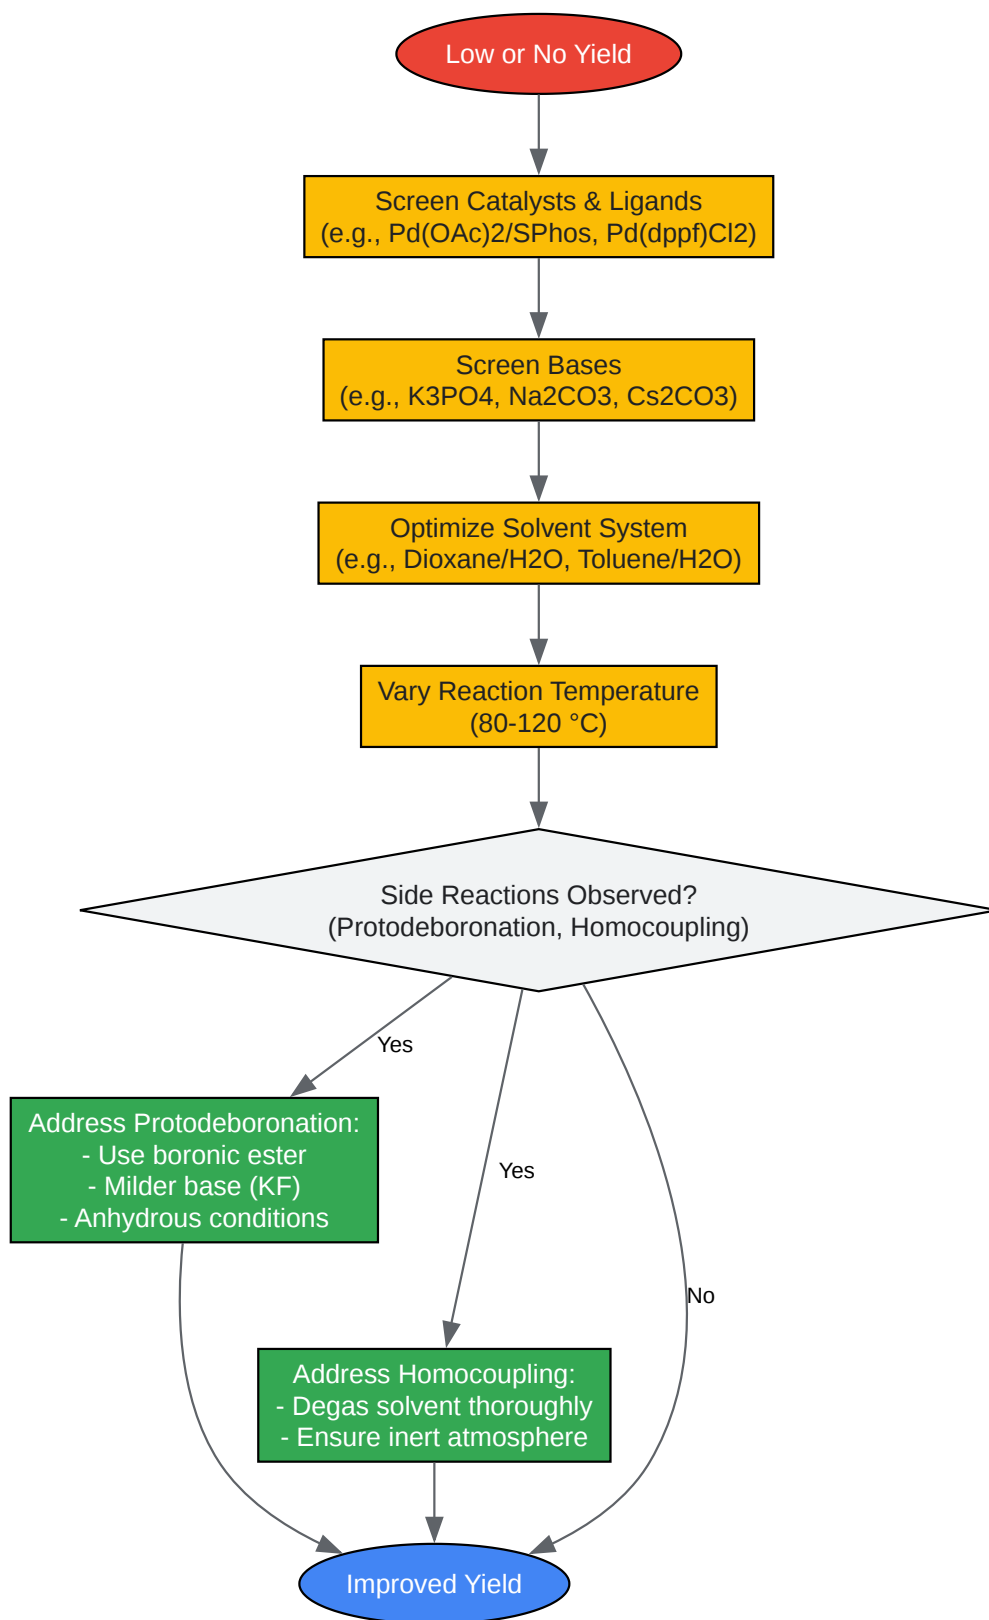 Low or No Yield
Screen Catalysts & Ligands
(e.g., Pd(OAc)2/SPhos, Pd(dppf)Cl2)
Screen Bases
(e.g., K3PO4, Na2CO3, Cs2CO3)
Optimize Solvent System
(e.g., Dioxane/H2O, Toluene/H2O)
Vary Reaction Temperature
(80-120 °C)
Side Reactions Observed?
(Protodeboronation, Homocoupling)
Yes
Address Protodeboronation:
- Use boronic ester
- Milder base (KF)
- Anhydrous conditions
Yes
No
Address Homocoupling:
- Degas solvent thoroughly
- Ensure inert atmosphere
Improved Yield